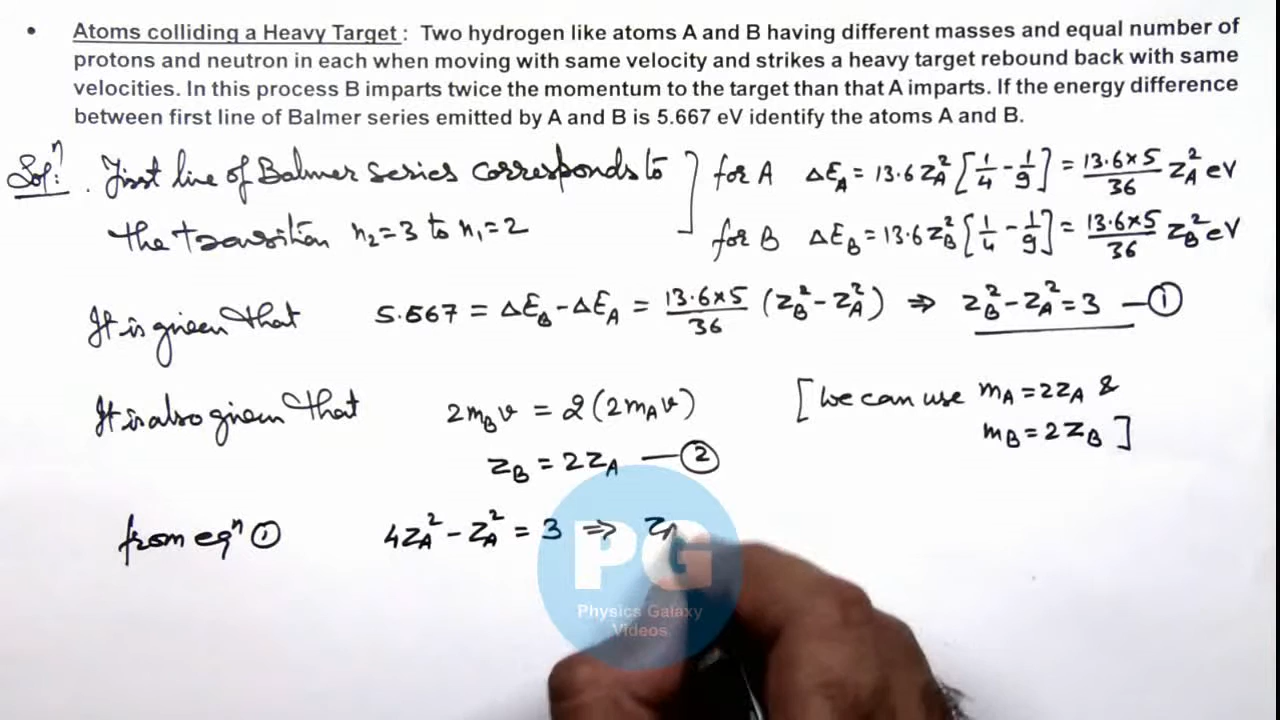 • Atoms colliding a Heavy Target : Two hydrogen like atoms A and B having different masses and equal number of
protons and neutron in each when moving with same velocity and strikes a heavy target rebound back with same
velocities. In this process B imparts twice the momentum to the target than that A imparts. If the energy difference
between first line of Balmer series emitted by A and B is 5.667 eV identify the atoms A and B.
Solⁿ: . First line of Balmer series corresponds to
the transition n₂=3 to n₁=2
] for A ΔE_A = 13.6 Z_A² [1/4 - 1/9] = 13.6×5/36 Z_A² eV
for B ΔE_B = 13.6 Z_B² [1/4 - 1/9] = 13.6×5/36 Z_B² eV
It is given that 5.567 = ΔE_B - ΔE_A = 13.6×5/36 (Z_B² - Z_A²) ⇒ Z_B² - Z_A² = 3 —①
It is also given that 2m_B v = 2(2m_A v) [We can use m_A = 2Z_A &
m_B = 2Z_B]
Z_B = 2Z_A —②
from eqⁿ ① 4Z_A² - Z_A² = 3 ⇒ Z_A
PG
Physics Galaxy
Videos